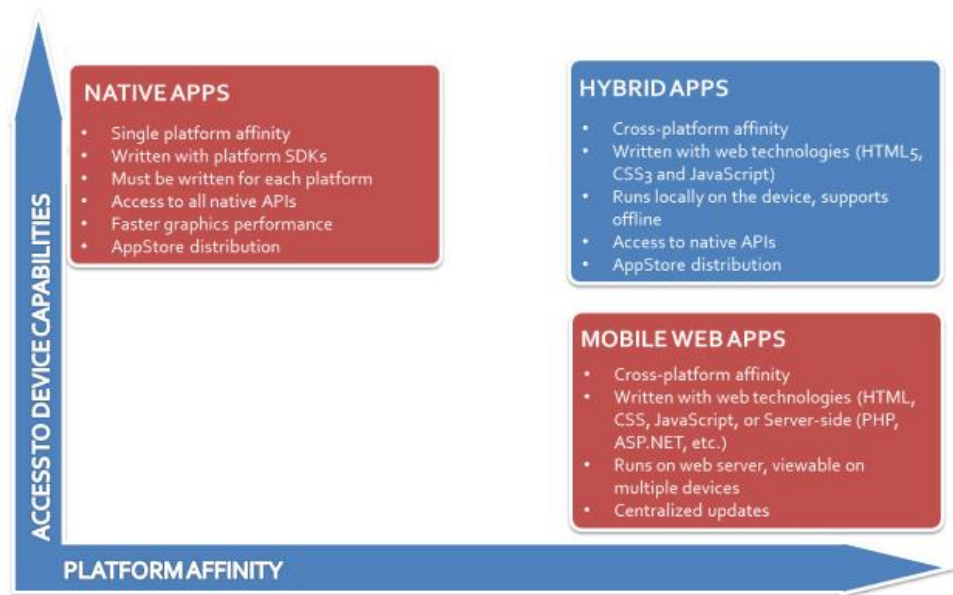 NATIVE APPS
• Single platform affinity
• Written with platform SDKs
• Must be written for each platform
• Access to all native APIs
• Faster graphics performance
• AppStore distribution
HYBRID APPS
• Cross-platform affinity
• Written with web technologies (HTML5,
CSS3 and JavaScript)
• Runs locally on the device, supports
offline
• Access to native APIs
• AppStore distribution
MOBILE WEB APPS
• Cross-platform affinity
• Written with web technologies (HTML,
CSS, JavaScript, or Server-side (PHP,
ASP.NET, etc.)
• Runs on web server, viewable on
multiple devices
• Centralized updates
ACCESS TO DEVICE CAPABILITIES
PLATFORM AFFINITY